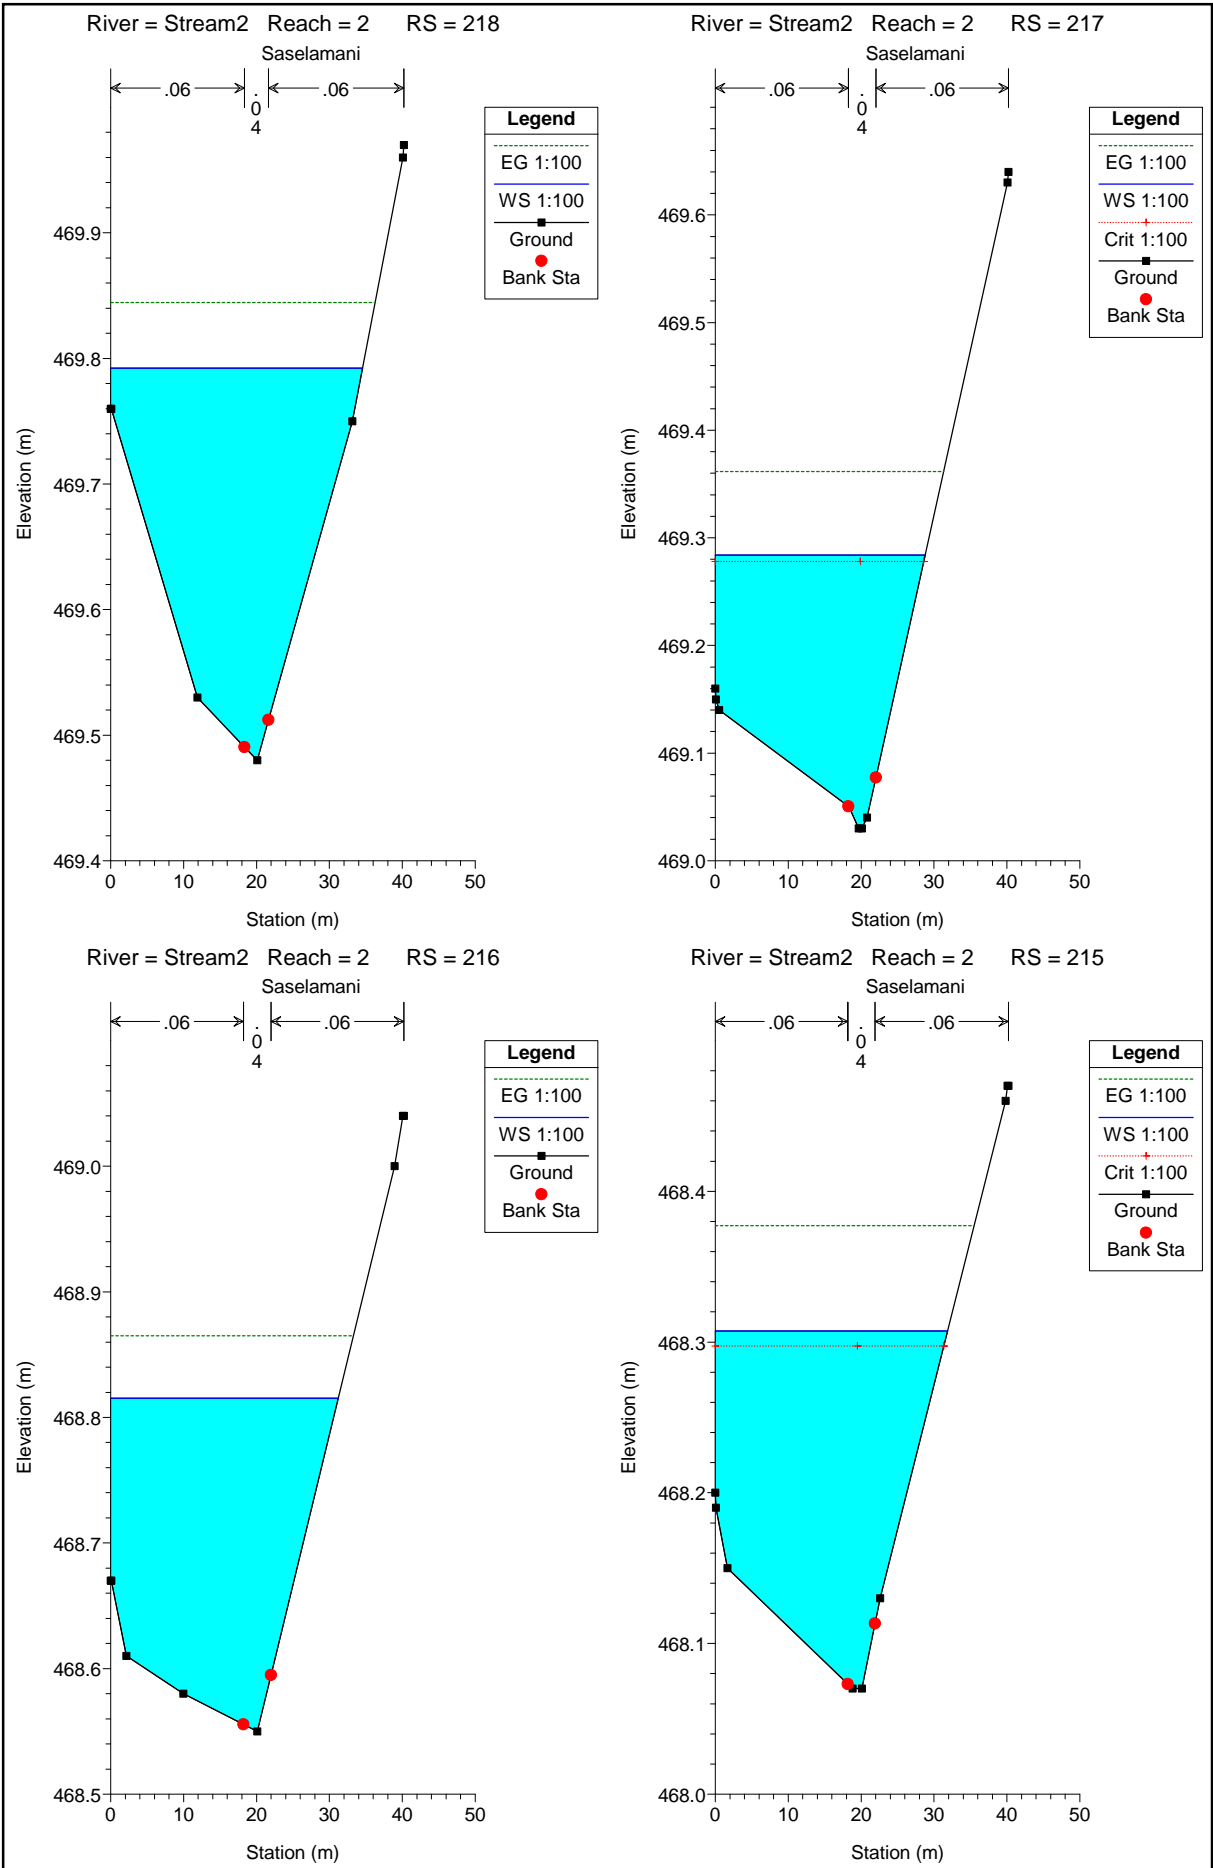 River = Stream2 Reach = 2 RS = 218
Saselamani
.06
.04
.06
Legend
EG 1:100
WS 1:100
Ground
Bank Sta
469.9
469.8
469.7
469.6
469.5
469.4
Elevation (m)
0 10 20 30 40 50
Station (m)
River = Stream2 Reach = 2 RS = 217
Saselamani
.06
.04
.06
Legend
EG 1:100
WS 1:100
Crit 1:100
Ground
Bank Sta
469.6
469.5
469.4
469.3
469.2
469.1
469.0
Elevation (m)
0 10 20 30 40 50
Station (m)
River = Stream2 Reach = 2 RS = 216
Saselamani
.06
.04
.06
Legend
EG 1:100
WS 1:100
Ground
Bank Sta
469.0
468.9
468.8
468.7
468.6
468.5
Elevation (m)
0 10 20 30 40 50
Station (m)
River = Stream2 Reach = 2 RS = 215
Saselamani
.06
.04
.06
Legend
EG 1:100
WS 1:100
Crit 1:100
Ground
Bank Sta
468.4
468.3
468.2
468.1
468.0
Elevation (m)
0 10 20 30 40 50
Station (m)